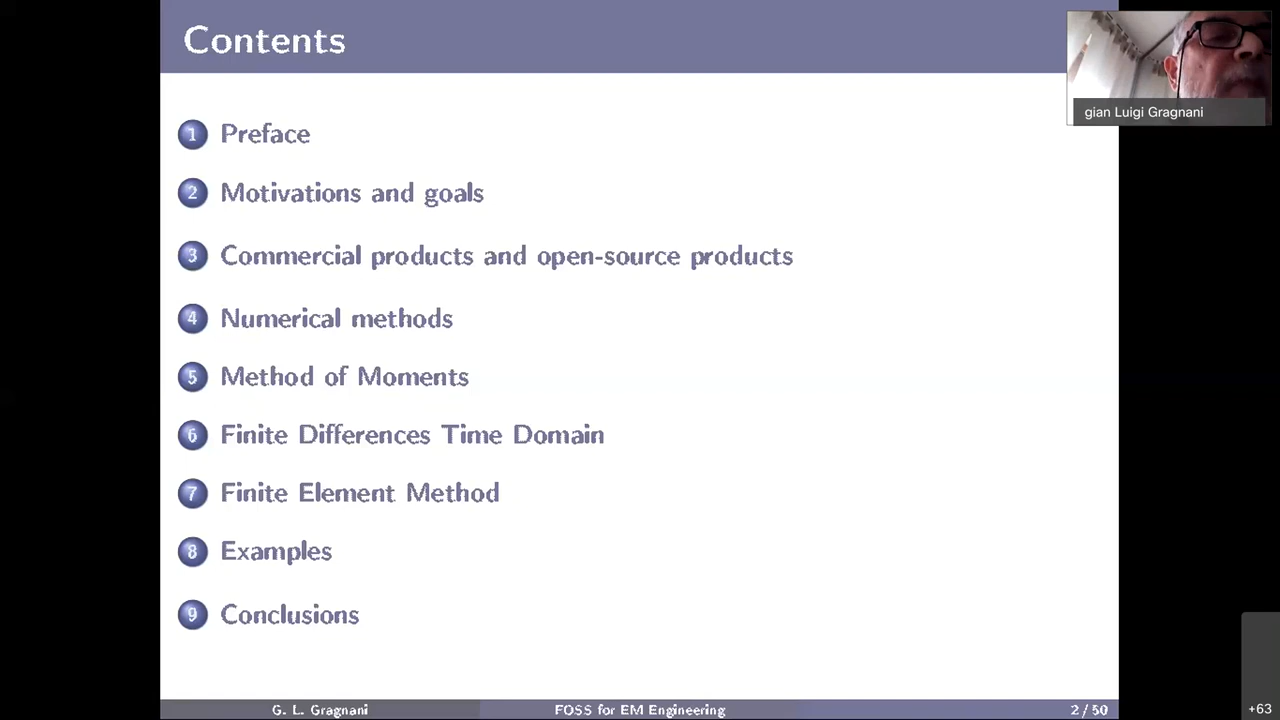 Contents
gian Luigi Gragnani
1 Preface
2 Motivations and goals
3 Commercial products and open-source products
4 Numerical methods
5 Method of Moments
6 Finite Differences Time Domain
7 Finite Element Method
8 Examples
9 Conclusions
G. L. Gragnani FOSS for EM Engineering 2 / 50
+63